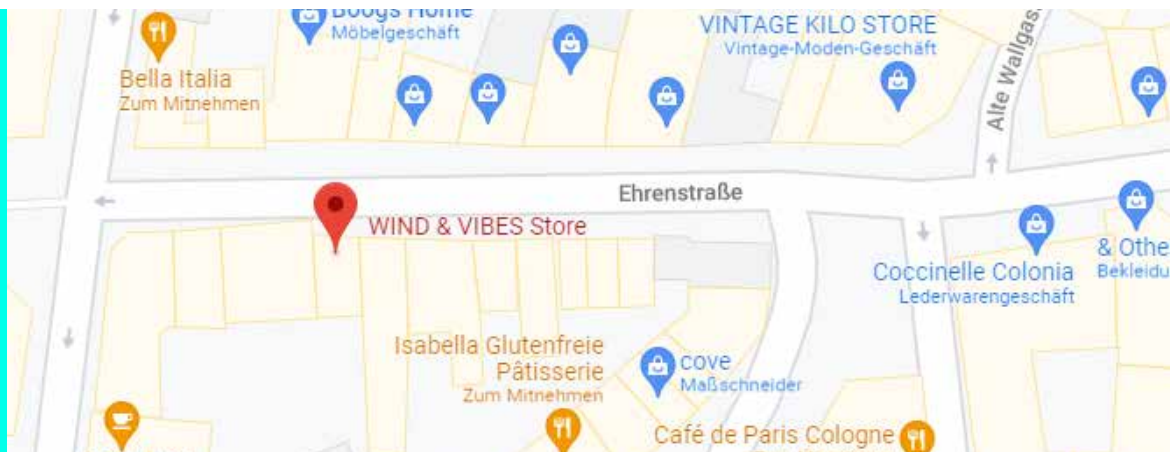 Boogs Home
Möbelgeschäft
VINTAGE KILO STORE
Vintage-Moden-Geschäft
Bella Italia
Zum Mitnehmen
Alte Wallgas
Ehrenstraße
WIND & VIBES Store
Coccinelle Colonia
Lederwarengeschäft
& Othe
Bekleidu
Isabella Glutenfreie
Pâtisserie
Zum Mitnehmen
cove
Maßschneider
Café de Paris Cologne